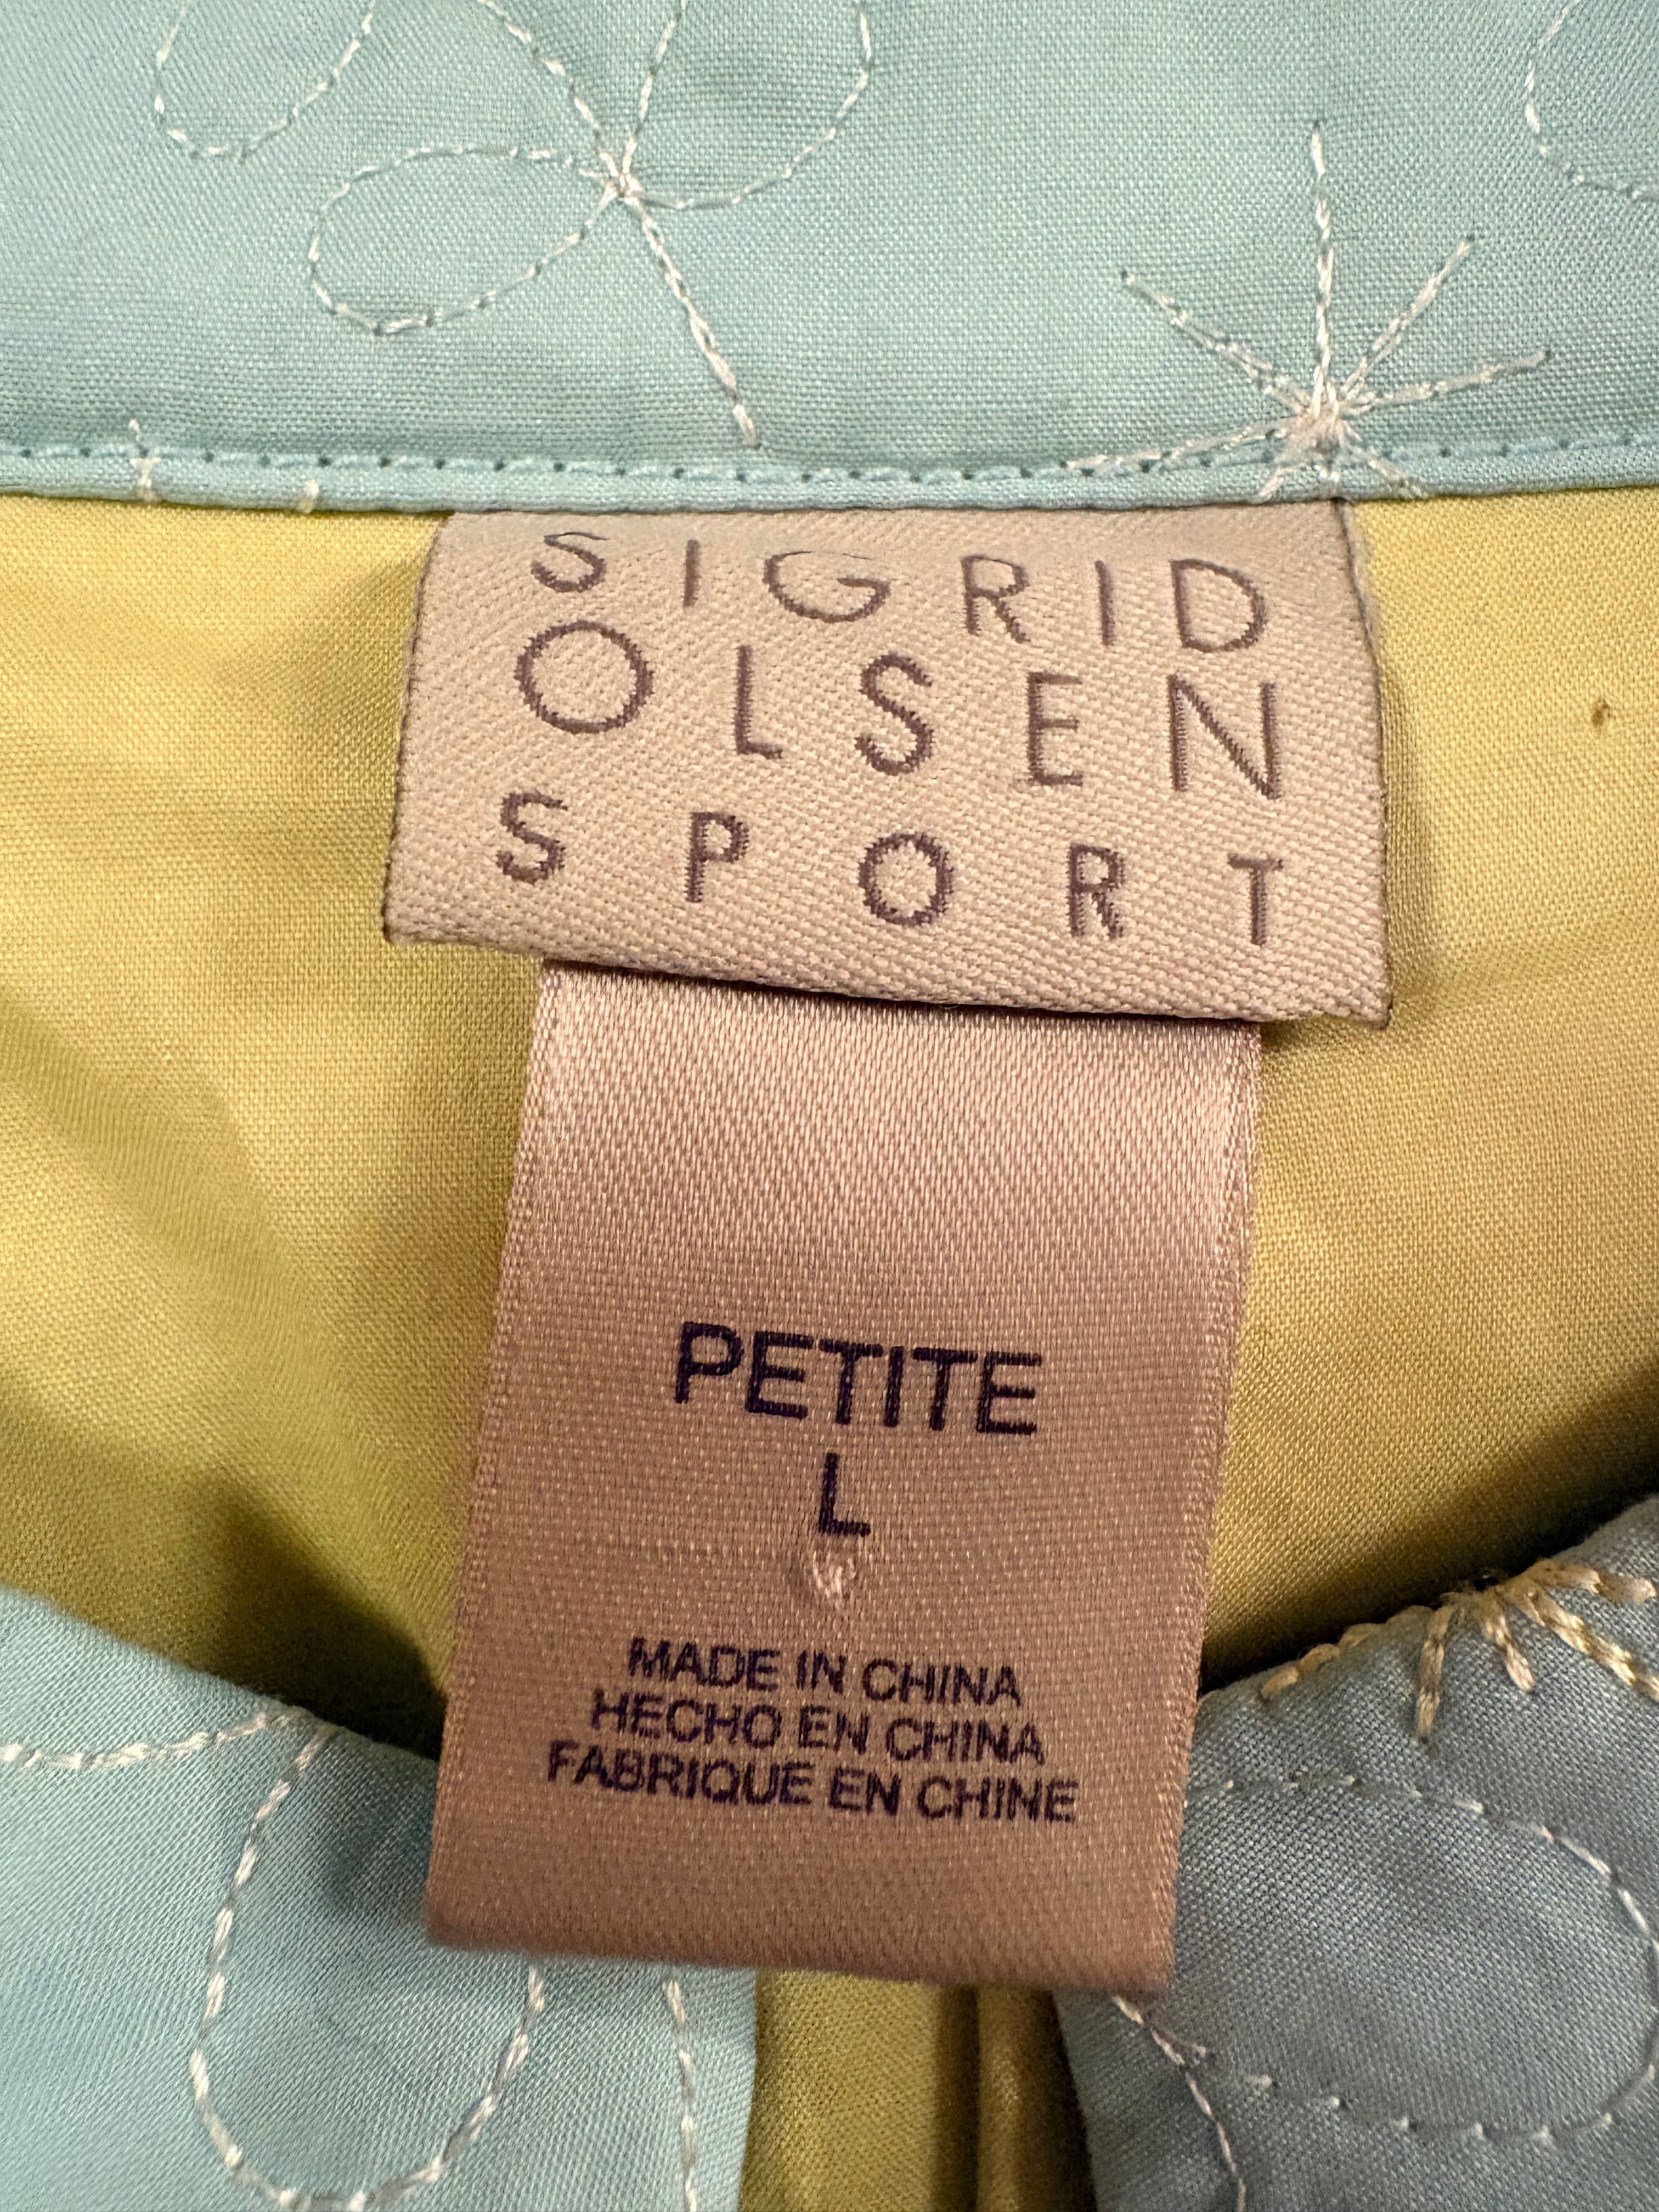 SIGRID
OLSEN
SPORT
PETITE
L
MADE IN CHINA
HECHO EN CHINA
FABRIQUE EN CHINE